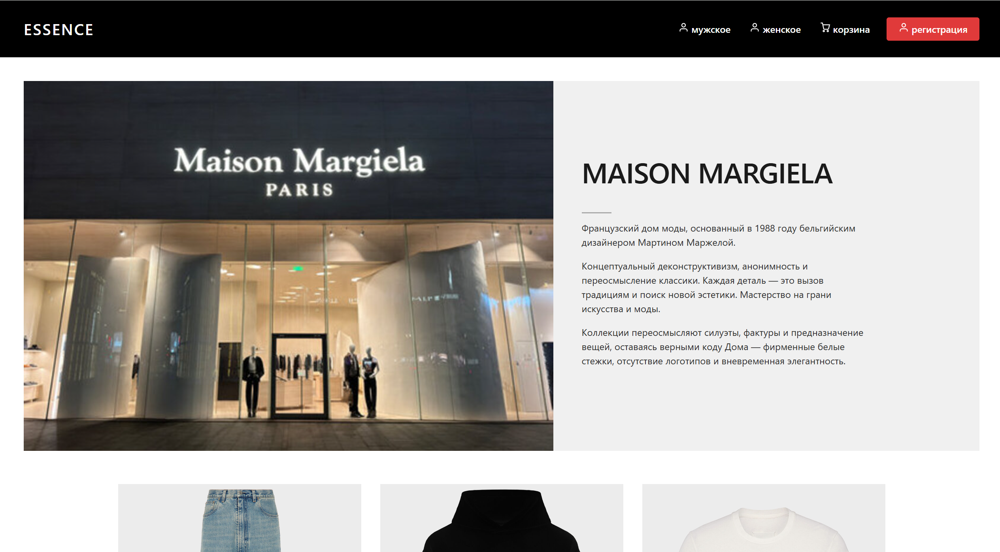 ESSENCE
мужское
женское
корзина
регистрация
Maison Margiela
PARIS
MAISON MARGIELA
Французский дом моды, основанный в 1988 году бельгийским
дизайнером Мартином Маржелой.
Концептуальный деконструктивизм, анонимность и
переосмысление классики. Каждая деталь — это вызов
традициям и поиск новой эстетики. Мастерство на грани
искусства и моды.
Коллекции переосмысляют силуэты, фактуры и предназначение
вещей, оставаясь верными коду Дома — фирменные белые
стежки, отсутствие логотипов и вневременная элегантность.